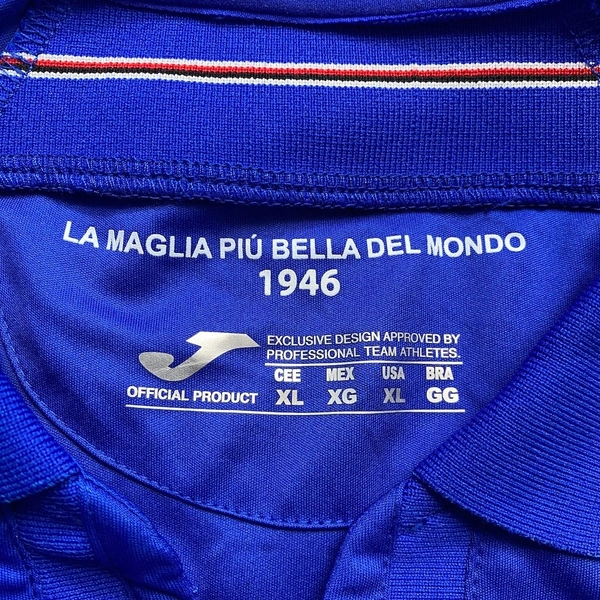 LA MAGLIA PIÚ BELLA DEL MONDO
1946
EXCLUSIVE DESIGN APPROVED BY
PROFESSIONAL TEAM ATHLETES.
CEE MEX USA BRA
OFFICIAL PRODUCT XL XG XL GG